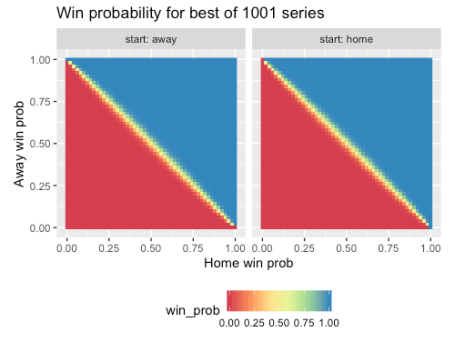 Win probability for best of 1001 series
start: away
start: home
Away win prob
1.00
0.75
0.50
0.25
0.00
0.00 0.25 0.50 0.75 1.00
0.00 0.25 0.50 0.75 1.00
Home win prob
win_prob
0.00 0.25 0.50 0.75 1.00